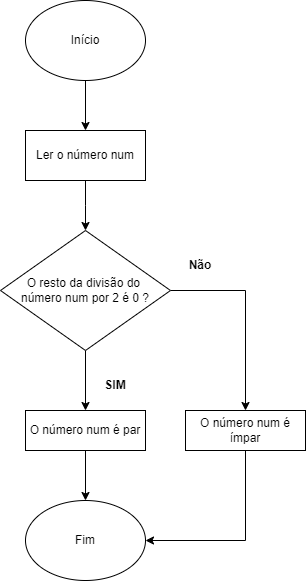 Início
Ler o número num
Não
O resto da divisão do
número num por 2 é 0 ?
SIM
O número num é par
O número num é
ímpar
Fim